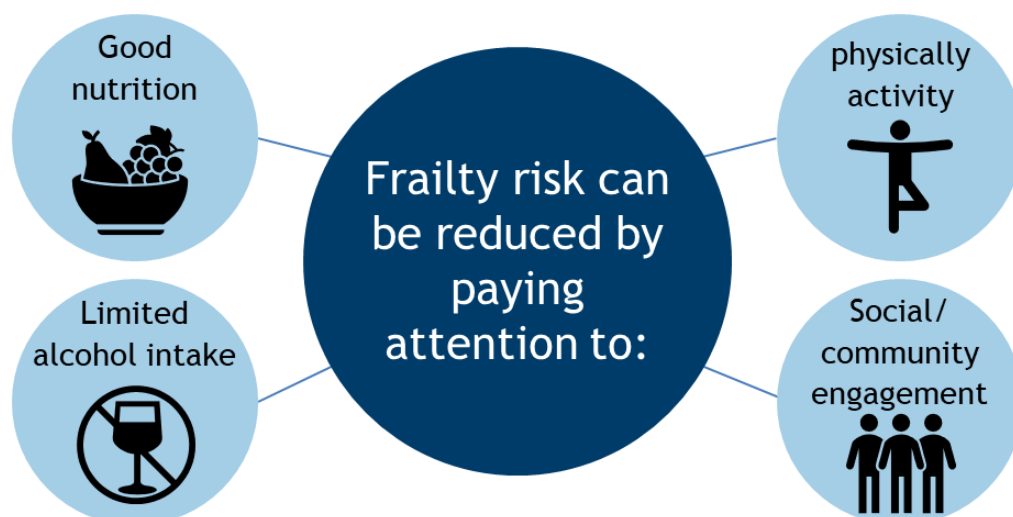 Good
nutrition
Limited
alcohol intake
Frailty risk can
be reduced by
paying
attention to:
physically
activity
Social/
community
engagement